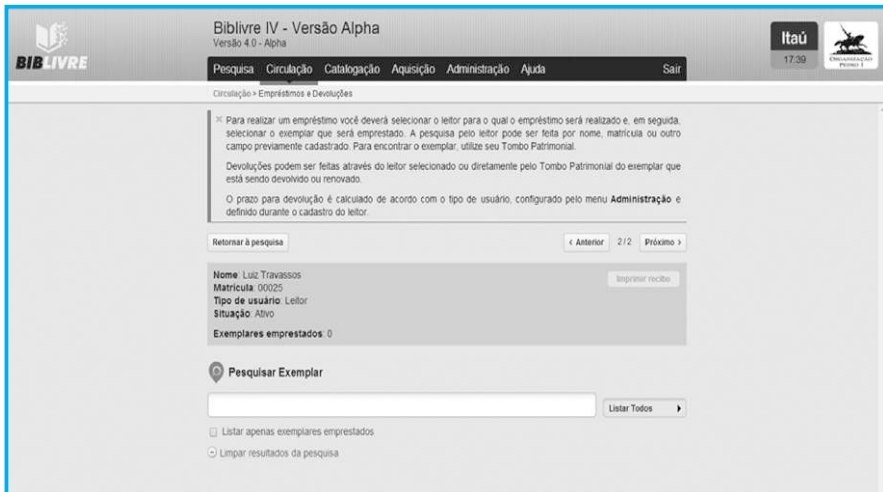 BIBLIVRE
Biblivre IV - Versão Alpha
Versão 4.0 - Alpha
Itaú
17:39
ORGANIZAÇÃO
PEDRO I
Pesquisa Circulação Catalogação Aquisição Administração Ajuda Sair
Circulação > Empréstimos e Devoluções
× Para realizar um empréstimo você deverá selecionar o leitor para o qual o empréstimo será realizado e, em seguida,
selecionar o exemplar que será emprestado. A pesquisa pelo leitor pode ser feita por nome, matrícula ou outro
campo previamente cadastrado. Para encontrar o exemplar, utilize seu Tombo Patrimonial.
Devoluções podem ser feitas através do leitor selecionado ou diretamente pelo Tombo Patrimonial do exemplar que
está sendo devolvido ou renovado.
O prazo para devolução é calculado de acordo com o tipo de usuário, configurado pelo menu Administração e
definido durante o cadastro do leitor.
Retornar à pesquisa
‹ Anterior 2 / 2 Próximo ›
Nome: Luiz Travassos
Matrícula: 00025
Tipo de usuário: Leitor
Situação: Ativo
Exemplares emprestados: 0
Imprimir recibo
Pesquisar Exemplar
Listar Todos
Listar apenas exemplares emprestados
Limpar resultados da pesquisa